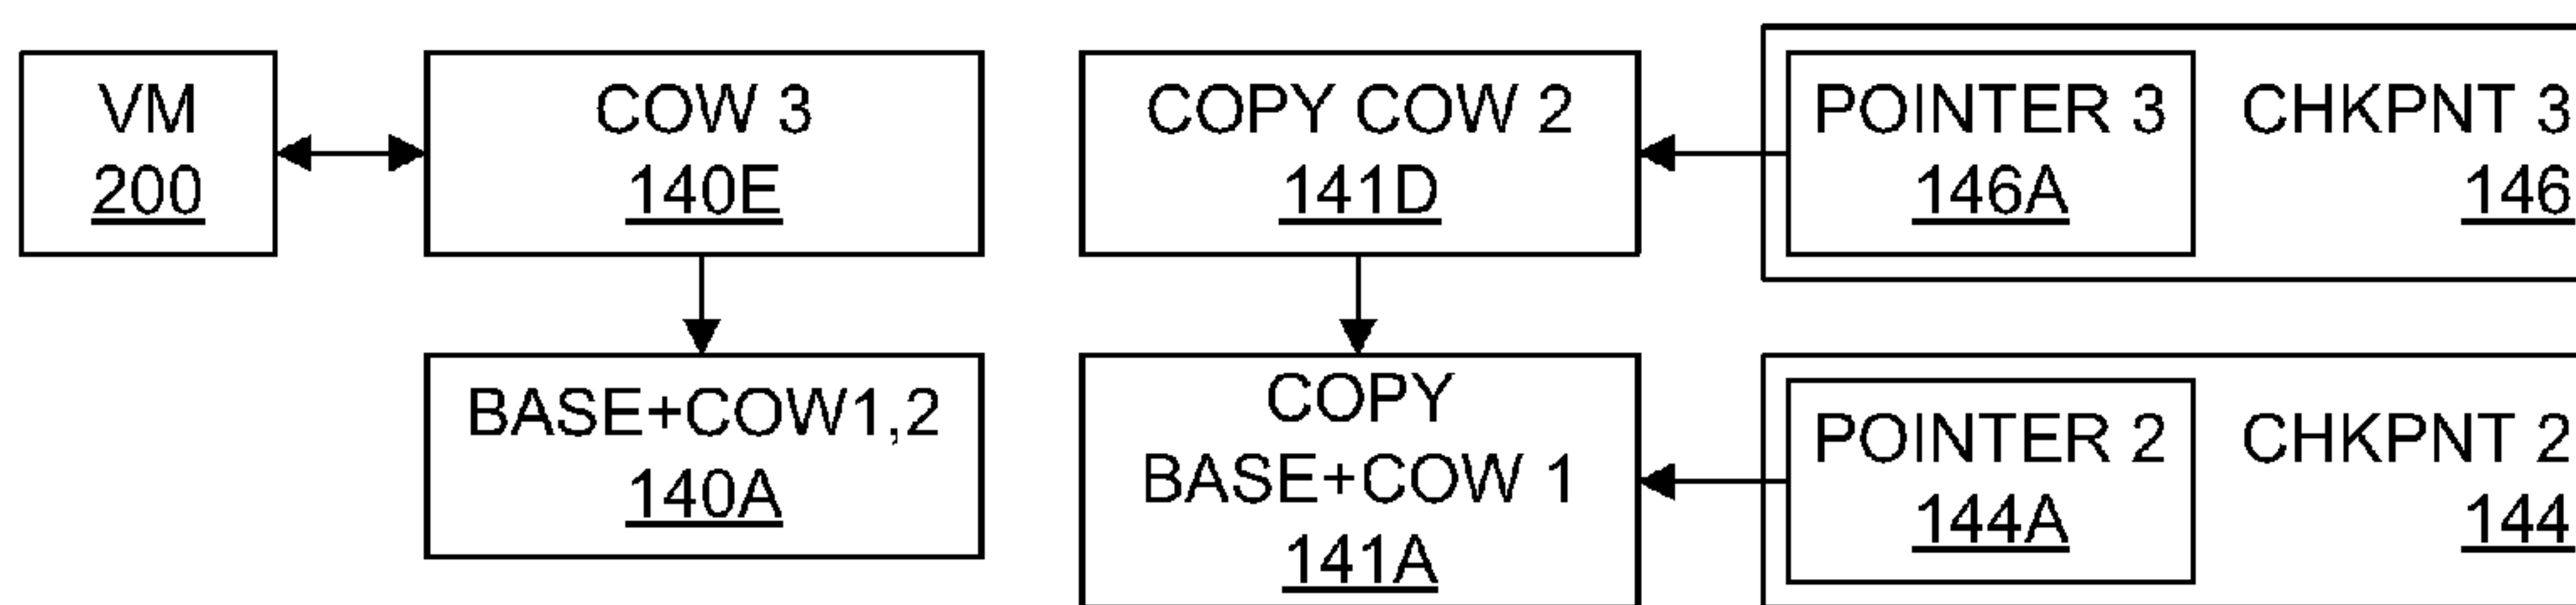 VM
200
COW 3
140E
COPY COW 2
141D
POINTER 3
146A
CHKPNT 3
146
BASE+COW1,2
140A
COPY
BASE+COW 1
141A
POINTER 2
144A
CHKPNT 2
144